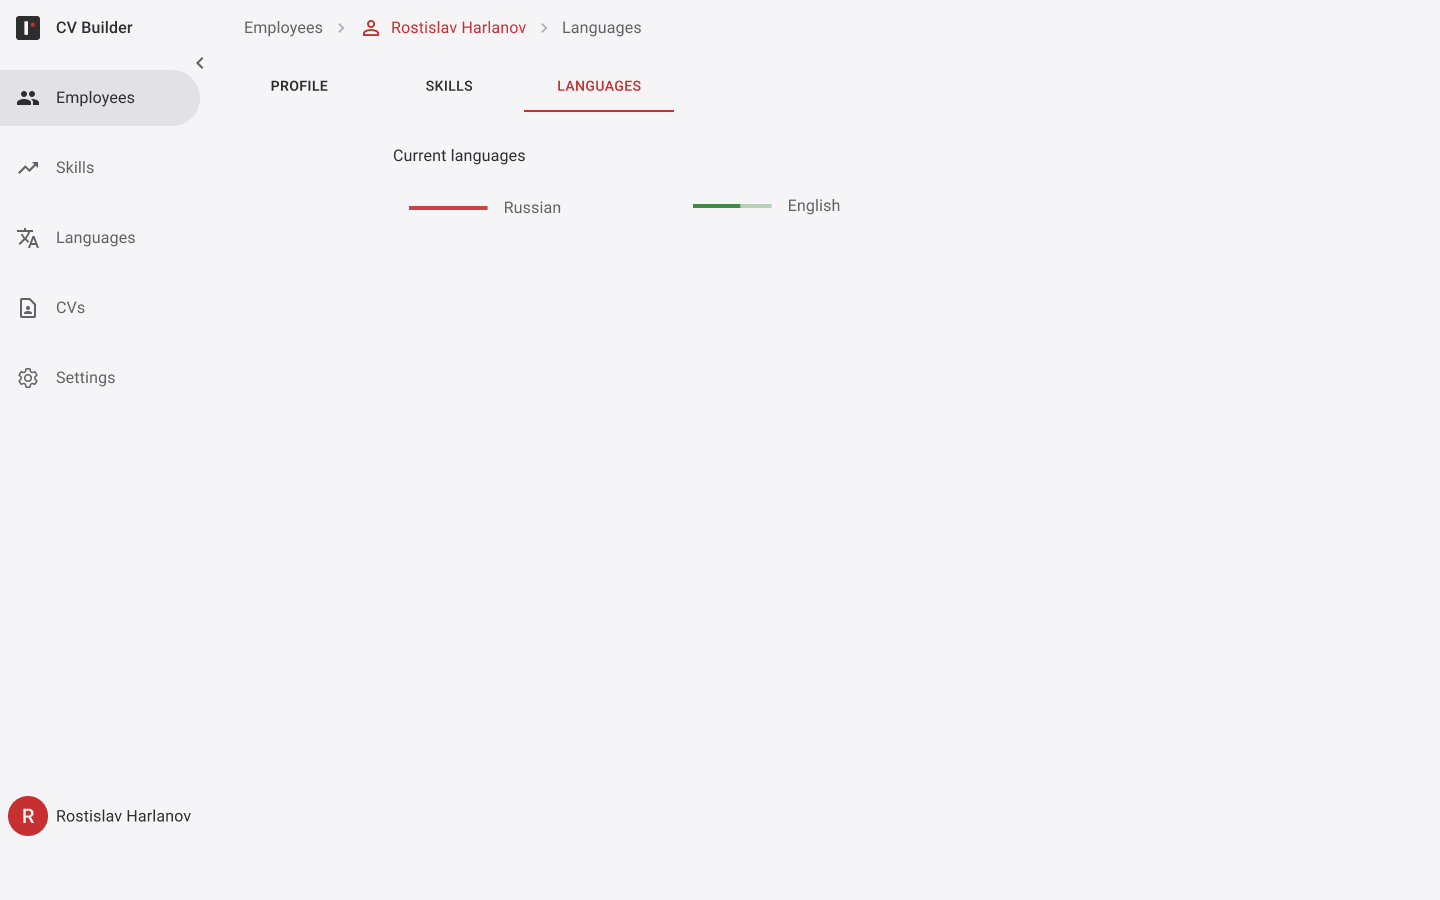 CV Builder
Employees
Skills
Languages
CVs
Settings
R Rostislav Harlanov
Employees Rostislav Harlanov Languages
PROFILE SKILLS LANGUAGES
Current languages
Russian English